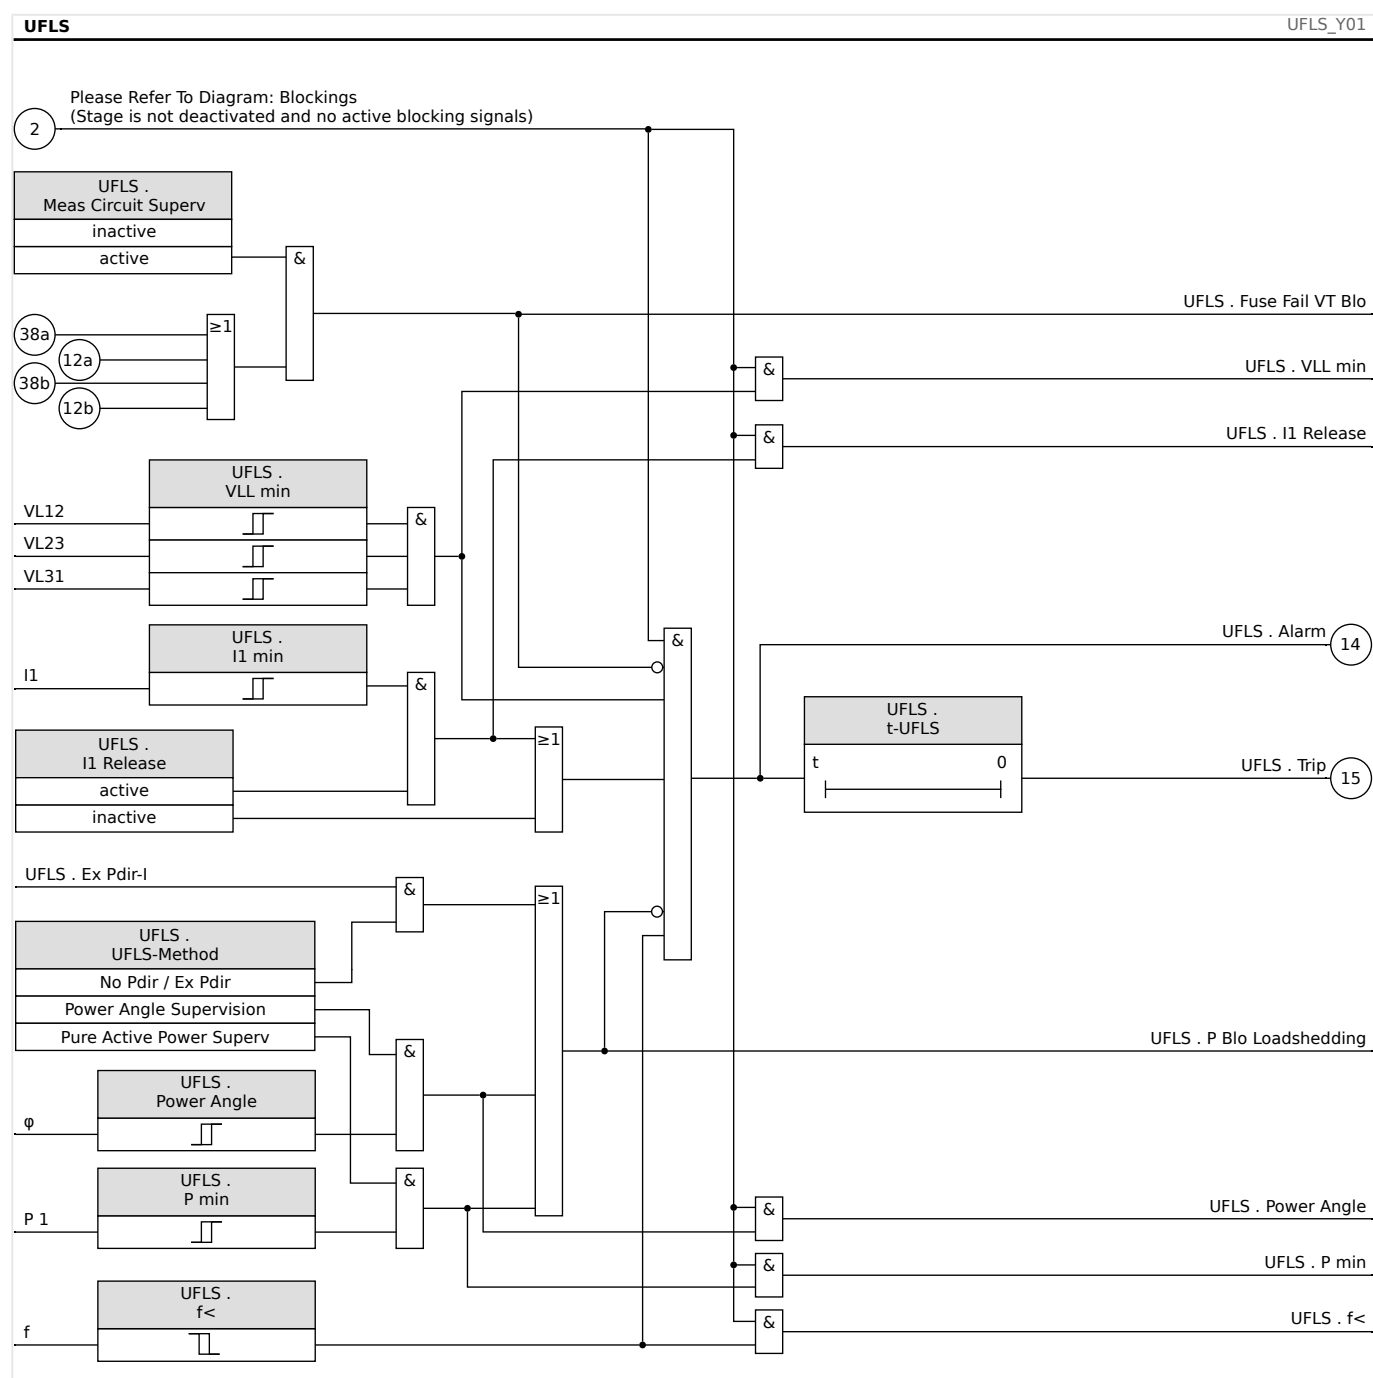 UFLS
UFLS_Y01
Please Refer To Diagram: Blockings
(Stage is not deactivated and no active blocking signals)
2
UFLS .
Meas Circuit Superv
inactive
active
&
UFLS . Fuse Fail VT Blo
38a
12a
38b
12b
≥1
UFLS . VLL min
&
UFLS . I1 Release
&
UFLS .
VLL min
VL12
VL23
VL31
&
UFLS .
I1 min
I1
&
UFLS .
I1 Release
active
inactive
≥1
&
UFLS . Alarm
14
UFLS .
t-UFLS
t
0
UFLS . Trip
15
UFLS . Ex Pdir-I
&
≥1
UFLS .
UFLS-Method
No Pdir / Ex Pdir
Power Angle Supervision
Pure Active Power Superv
&
UFLS . P Blo Loadshedding
UFLS .
Power Angle
φ
UFLS .
P min
P 1
&
&
UFLS . Power Angle
&
UFLS . P min
UFLS .
f<
f
&
UFLS . f<